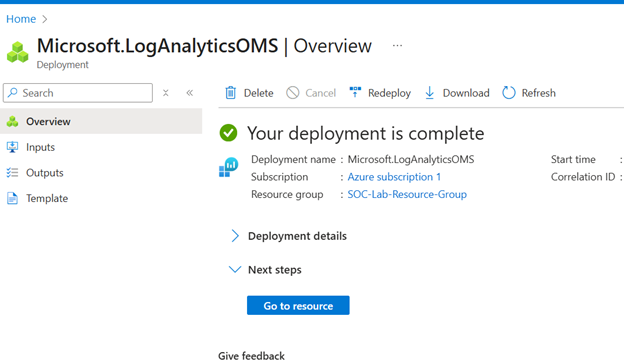 Home >
Microsoft.LogAnalyticsOMS | Overview ...
Deployment
Search
Delete Cancel Redeploy Download Refresh
Overview
Inputs
Outputs
Template
Your deployment is complete
Deployment name : Microsoft.LogAnalyticsOMS Start time :
Subscription : Azure subscription 1 Correlation ID :
Resource group : SOC-Lab-Resource-Group
Deployment details
Next steps
Go to resource
Give feedback